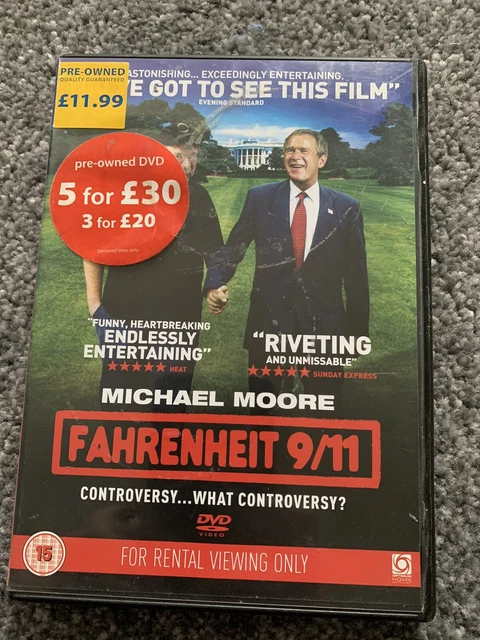 PRE-OWNED
QUALITY GUARANTEED
£11.99
ASTONISHING... EXCEEDINGLY ENTERTAINING.
VE GOT TO SEE THIS FILM”
EVENING STANDARD
pre-owned DVD
5 for £30
3 for £20
“FUNNY, HEARTBREAKING
ENDLESSLY
ENTERTAINING”
★★★★★ HEAT
“RIVETING
AND UNMISSABLE”
★★★★★ SUNDAY EXPRESS
MICHAEL MOORE
FAHRENHEIT 9/11
CONTROVERSY...WHAT CONTROVERSY?
DVD
VIDEO
15
FOR RENTAL VIEWING ONLY
HOME